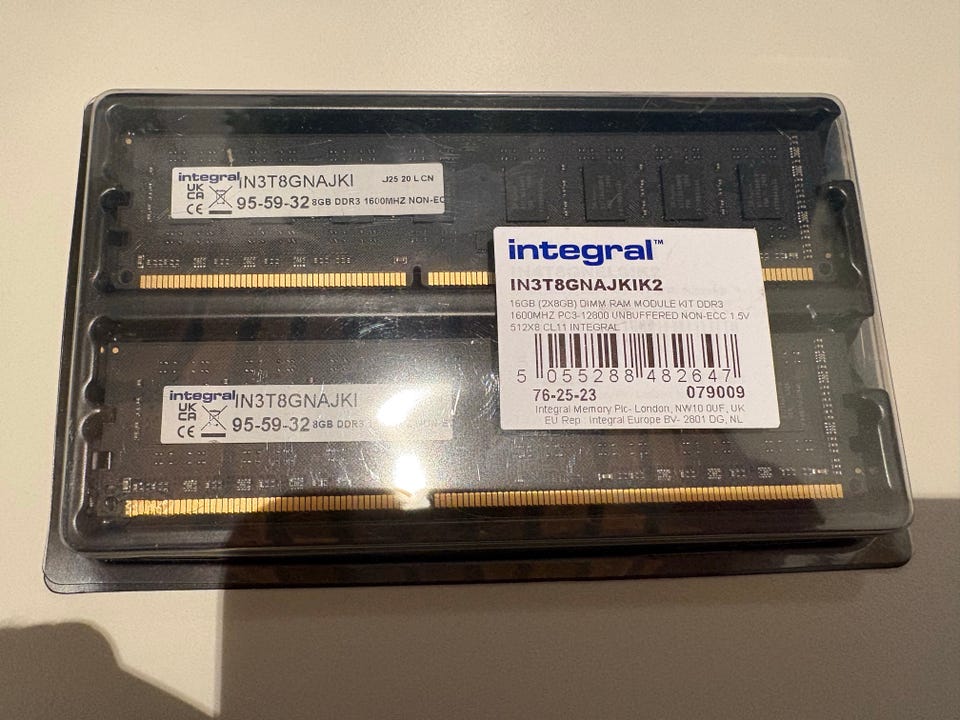 integral IN3T8GNAJKI J25 20 L CN
UK CA CE 95-59-32 8GB DDR3 1600MHZ NON-EC
integral™
IN3T8GNAJKIK2
16GB (2X8GB) DIMM RAM MODULE KIT DDR3
1600MHZ PC3-12800 UNBUFFERED NON-ECC 1.5V
512X8 CL11 INTEGRAL
5 055288 482647
76-25-23 079009
Integral Memory Plc- London, NW10 0UF, UK
EU Rep : Integral Europe BV- 2801 DG, NL
integral IN3T8GNAJKI
UK CA CE 95-59-32 8GB DDR3